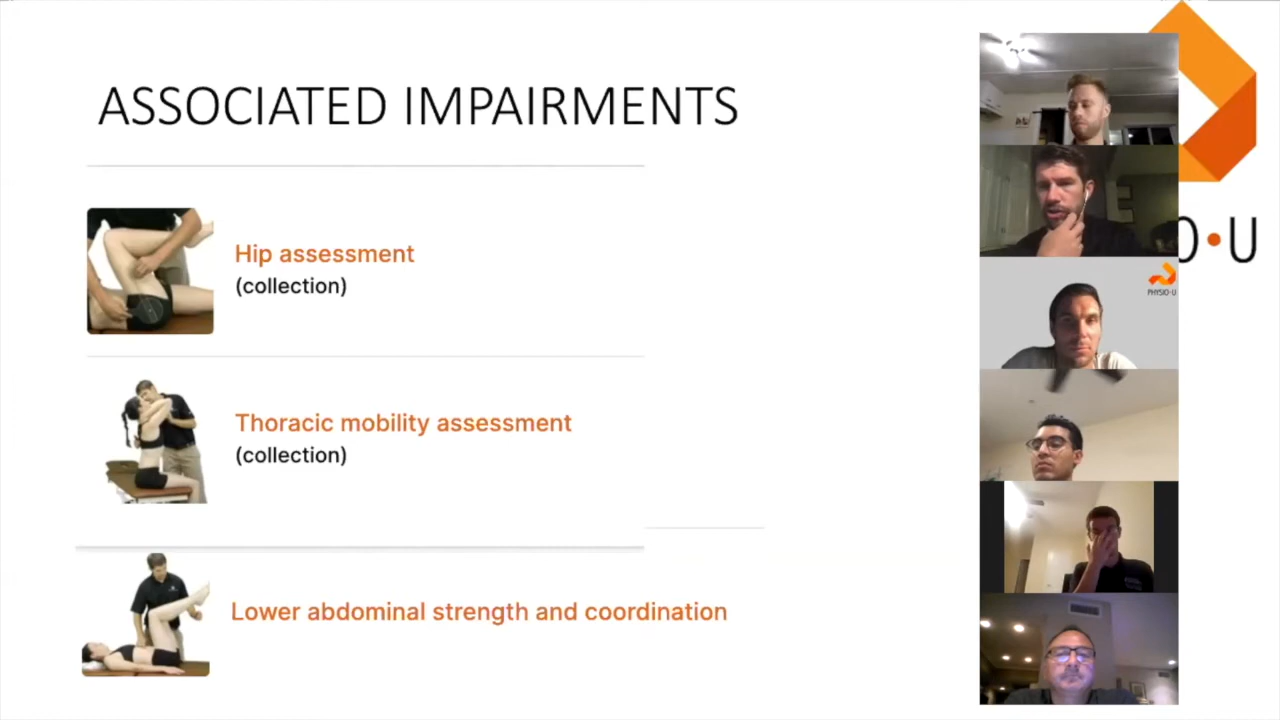 ASSOCIATED IMPAIRMENTS
Hip assessment
(collection)
Thoracic mobility assessment
(collection)
Lower abdominal strength and coordination
O•U
PHYSIO•U